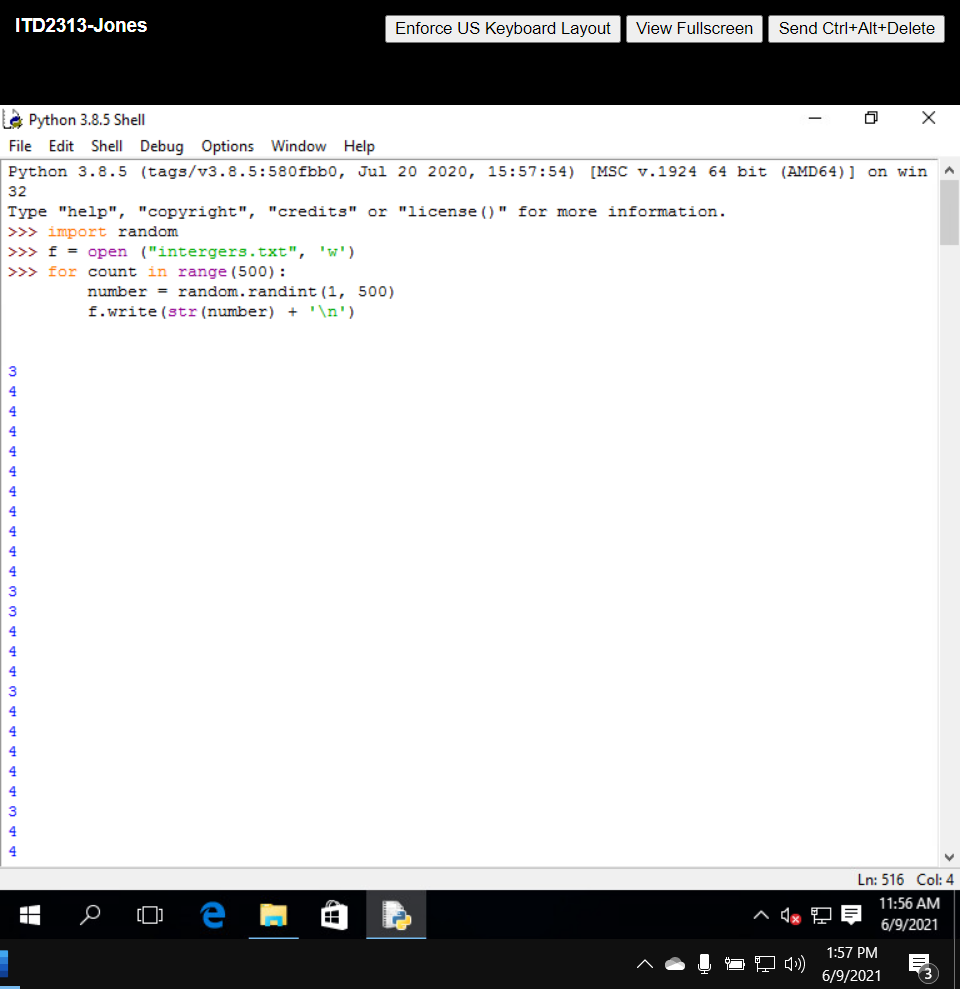 ITD2313-Jones
Enforce US Keyboard Layout View Fullscreen Send Ctrl+Alt+Delete
Python 3.8.5 Shell
File Edit Shell Debug Options Window Help
Python 3.8.5 (tags/v3.8.5:580fbb0, Jul 20 2020, 15:57:54) [MSC v.1924 64 bit (AMD64)] on win
32
Type "help", "copyright", "credits" or "license()" for more information.
>>> import random
>>> f = open ("intergers.txt", 'w')
>>> for count in range(500):
        number = random.randint(1, 500)
        f.write(str(number) + '\n')
3
4
4
4
4
4
4
4
4
4
4
3
3
4
4
4
3
4
4
4
4
4
3
4
4
Ln: 516 Col: 4
11:56 AM
6/9/2021
1:57 PM
6/9/2021
3